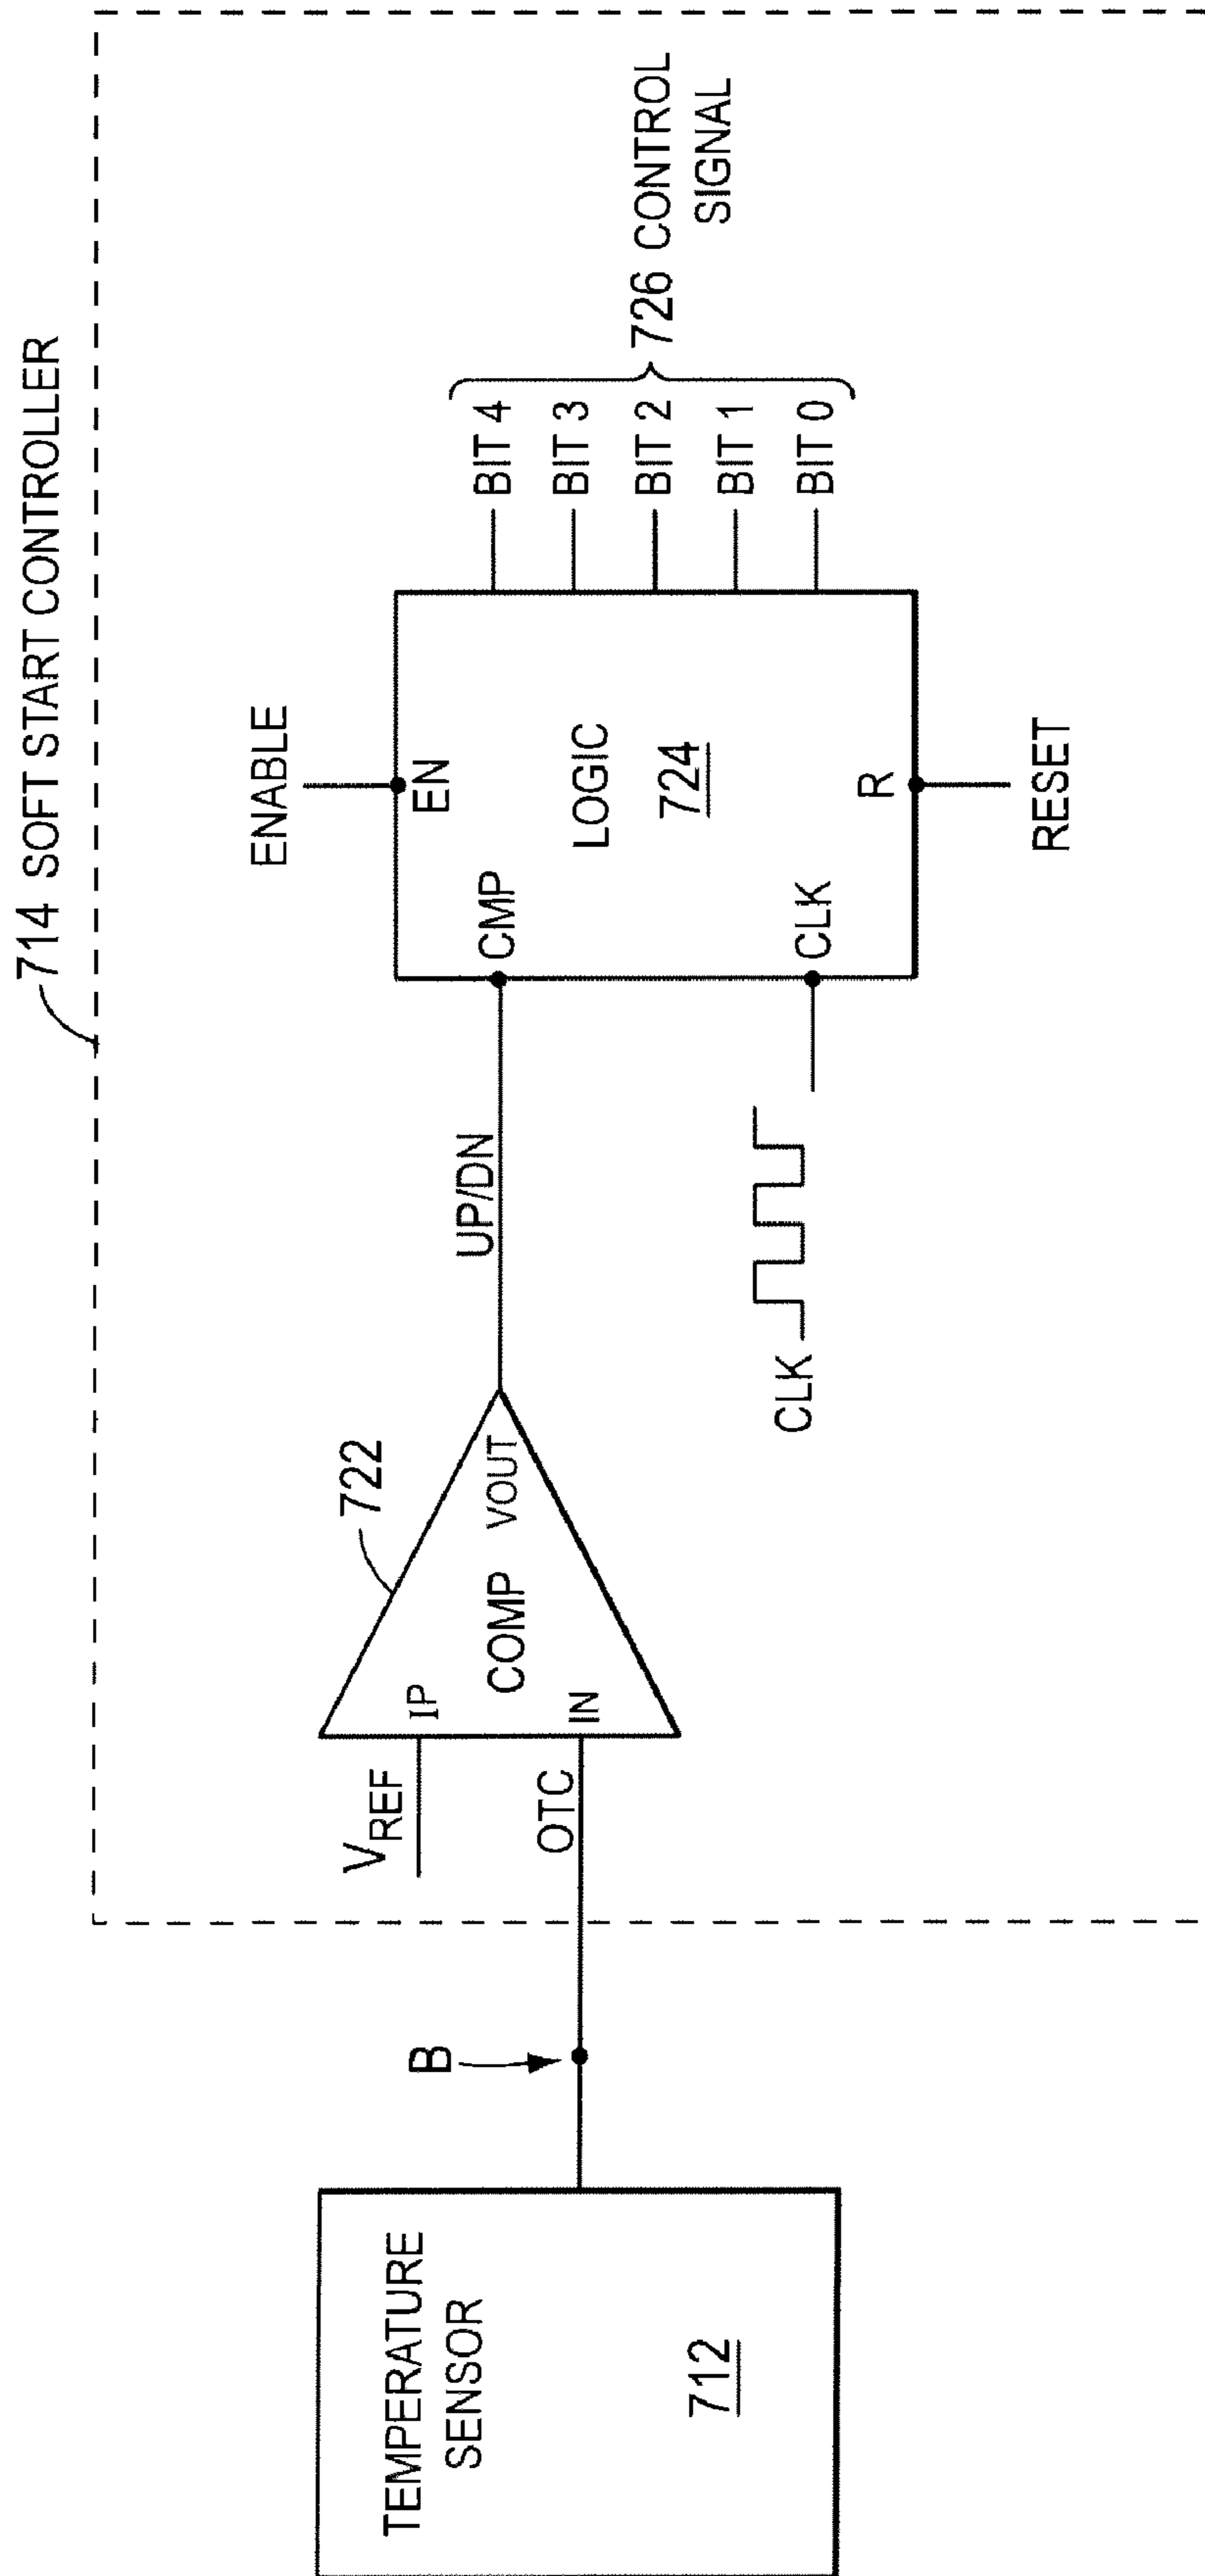 714 SOFT START CONTROLLER
TEMPERATURE
SENSOR
712
B
V_REF
OTC
IP
IN
COMP
VOUT
722
UP/DN
CLK
ENABLE
EN
CMP
LOGIC
724
CLK
R
RESET
BIT 4
BIT 3
BIT 2
BIT 1
BIT 0
726 CONTROL
SIGNAL